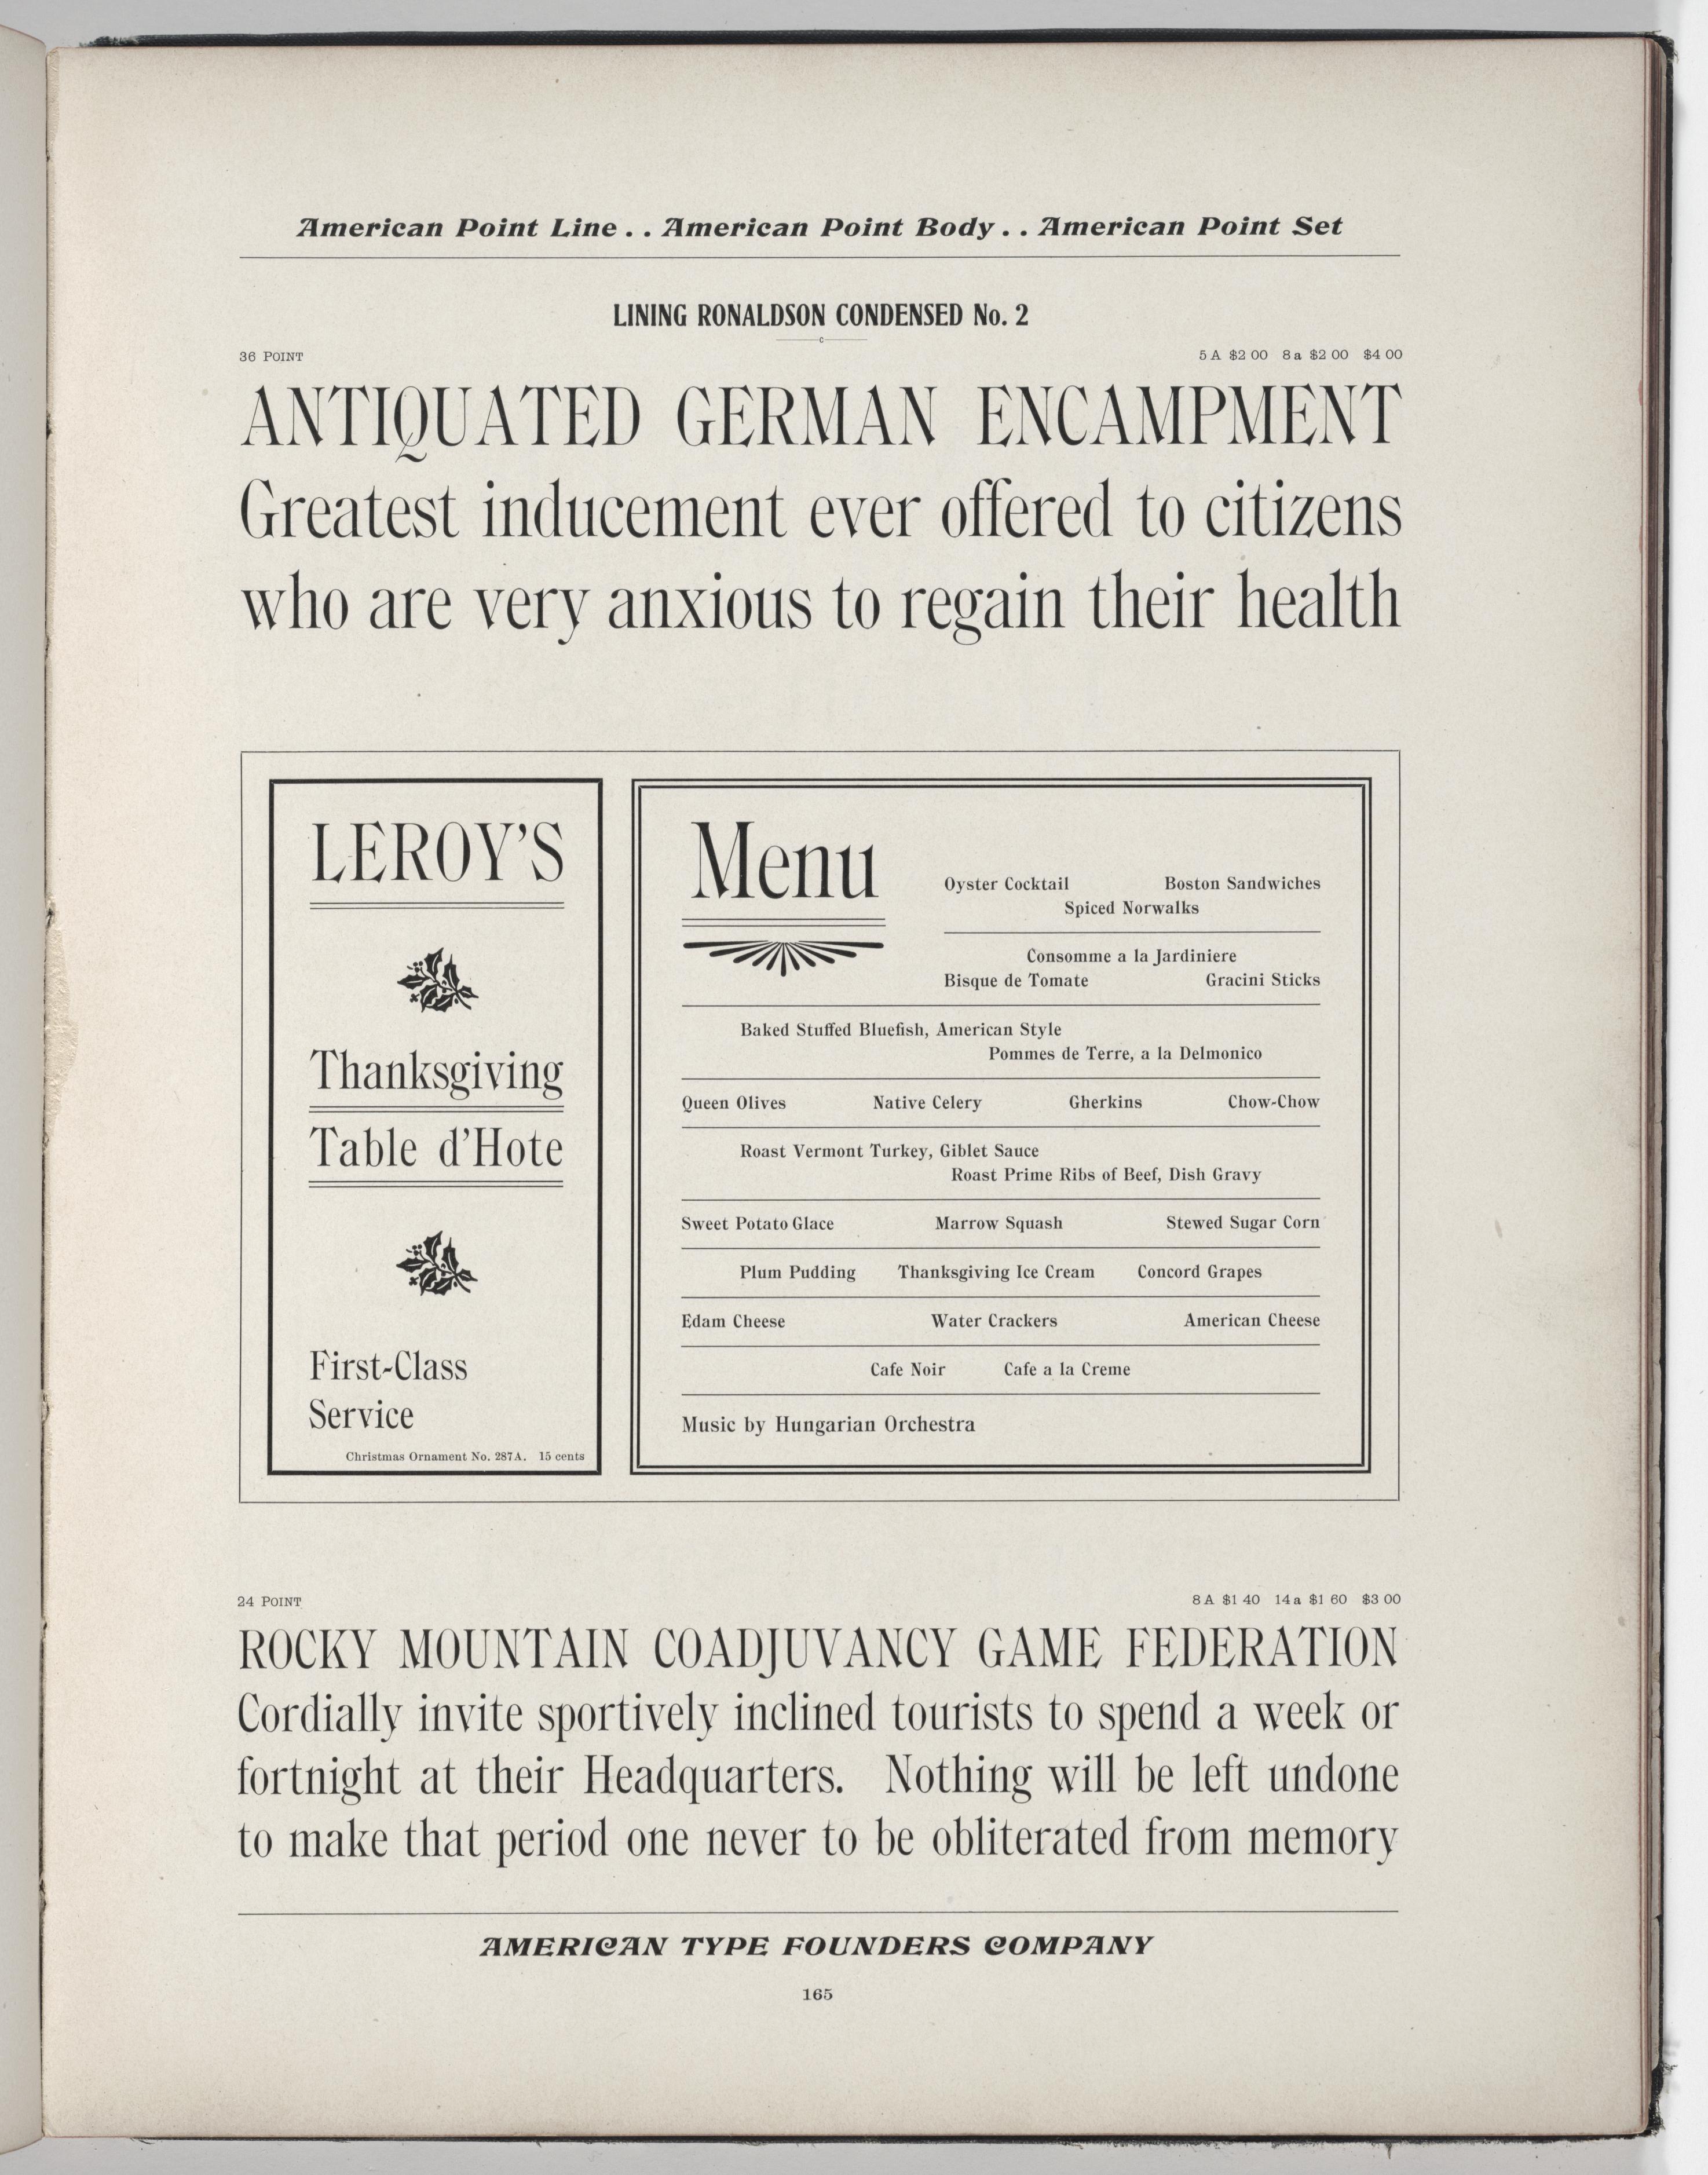 American Point Line . . American Point Body . . American Point Set
LINING RONALDSON CONDENSED No. 2
c
36 POINT 5 A $2 00 8 a $2 00 $4 00
ANTIQUATED GERMAN ENCAMPMENT
Greatest inducement ever offered to citizens
who are very anxious to regain their health
LEROY'S
Thanksgiving
Table d'Hote
First-Class
Service
Christmas Ornament No. 287A. 15 cents
Menu
Oyster Cocktail Boston Sandwiches
Spiced Norwalks
Consomme a la Jardiniere
Bisque de Tomate Gracini Sticks
Baked Stuffed Bluefish, American Style
Pommes de Terre, a la Delmonico
Queen Olives Native Celery Gherkins Chow-Chow
Roast Vermont Turkey, Giblet Sauce
Roast Prime Ribs of Beef, Dish Gravy
Sweet Potato Glace Marrow Squash Stewed Sugar Corn
Plum Pudding Thanksgiving Ice Cream Concord Grapes
Edam Cheese Water Crackers American Cheese
Cafe Noir Cafe a la Creme
Music by Hungarian Orchestra
24 POINT 8 A $1 40 14 a $1 60 $3 00
ROCKY MOUNTAIN COADJUVANCY GAME FEDERATION
Cordially invite sportively inclined tourists to spend a week or
fortnight at their Headquarters. Nothing will be left undone
to make that period one never to be obliterated from memory
AMERICAN TYPE FOUNDERS COMPANY
165